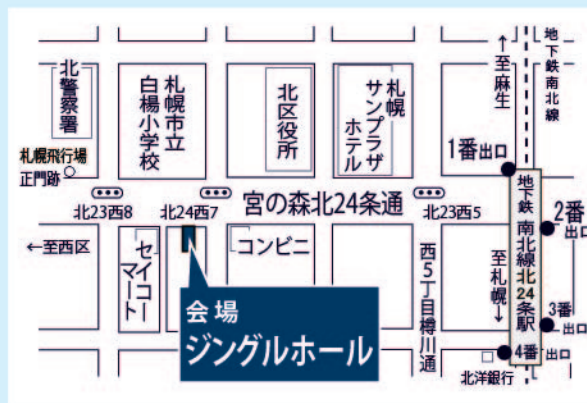 北警察署
札幌市立
白楊小学校
北区役所
札幌
サンプラザ
ホテル
↑至麻生
地下鉄南北線
札幌飛行場
正門跡
1番出口
北23西8
北24西7
宮の森北24条通
北23西5
地下鉄 南北線北24条駅
2番
出口
←至西区
セイコー
マート
コンビニ
西5丁目樽川通
至札幌→
3番
出口
会場
ジングルホール
4番出口
北洋銀行